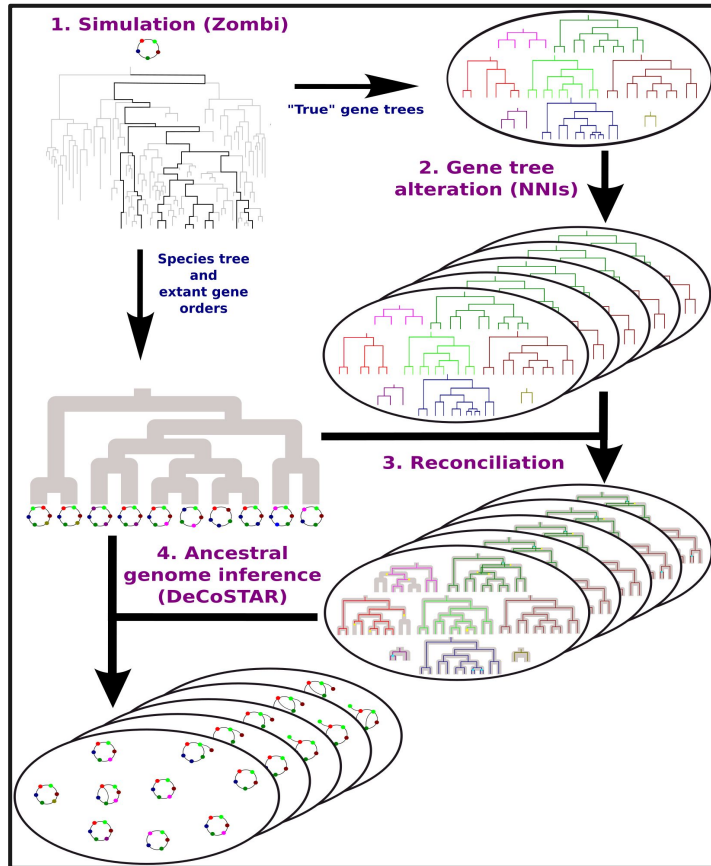 1. Simulation (Zombi)
"True" gene trees
2. Gene tree
alteration (NNIs)
Species tree
and
extant gene
orders
3. Reconciliation
4. Ancestral
genome inference
(DeCoSTAR)